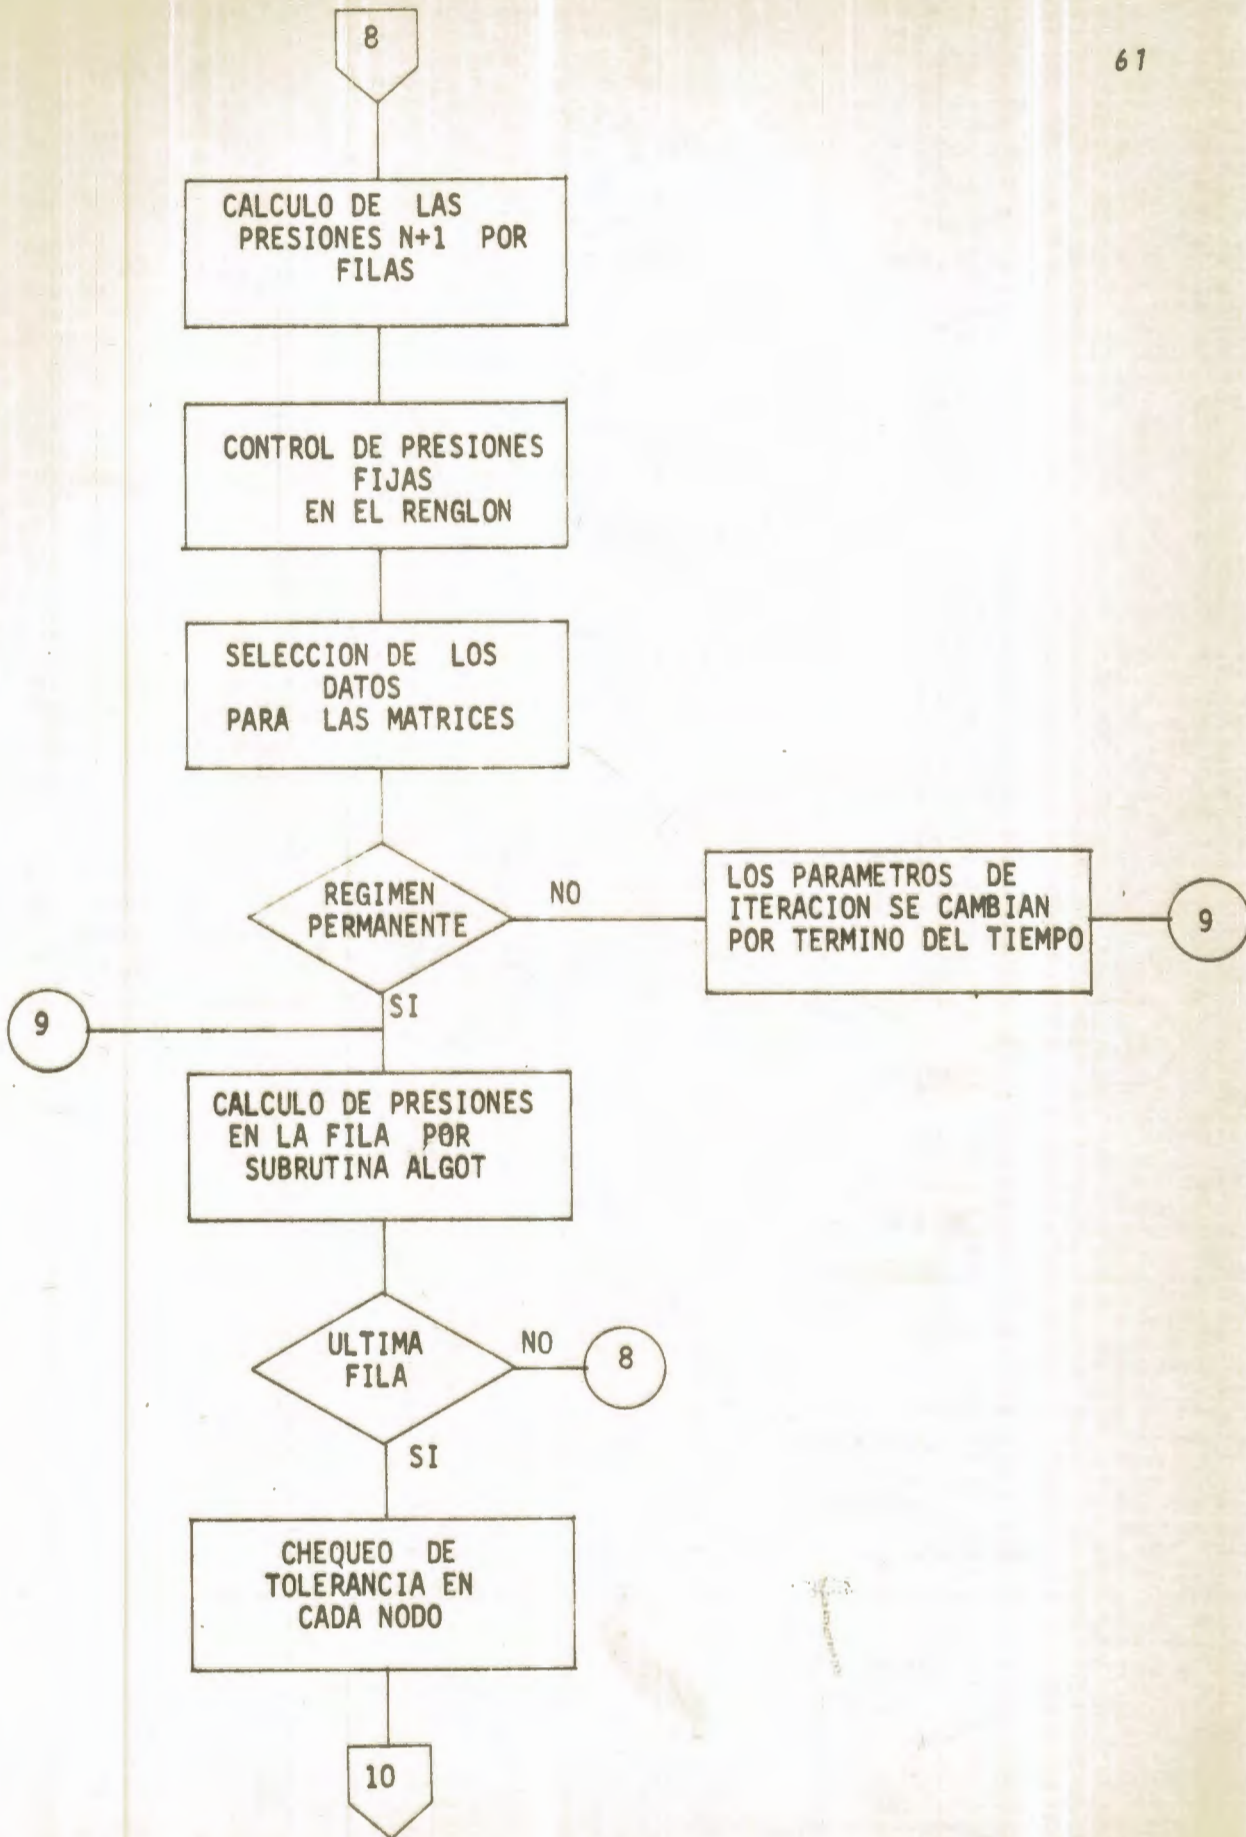 8
61
CALCULO DE LAS
PRESIONES N+1 POR
FILAS
CONTROL DE PRESIONES
FIJAS
EN EL RENGLON
SELECCION DE LOS
DATOS
PARA LAS MATRICES
REGIMEN
PERMANENTE
NO
LOS PARAMETROS DE
ITERACION SE CAMBIAN
POR TERMINO DEL TIEMPO
9
SI
9
CALCULO DE PRESIONES
EN LA FILA POR
SUBRUTINA ALGOT
ULTIMA
FILA
NO
8
SI
CHEQUEO DE
TOLERANCIA EN
CADA NODO
10